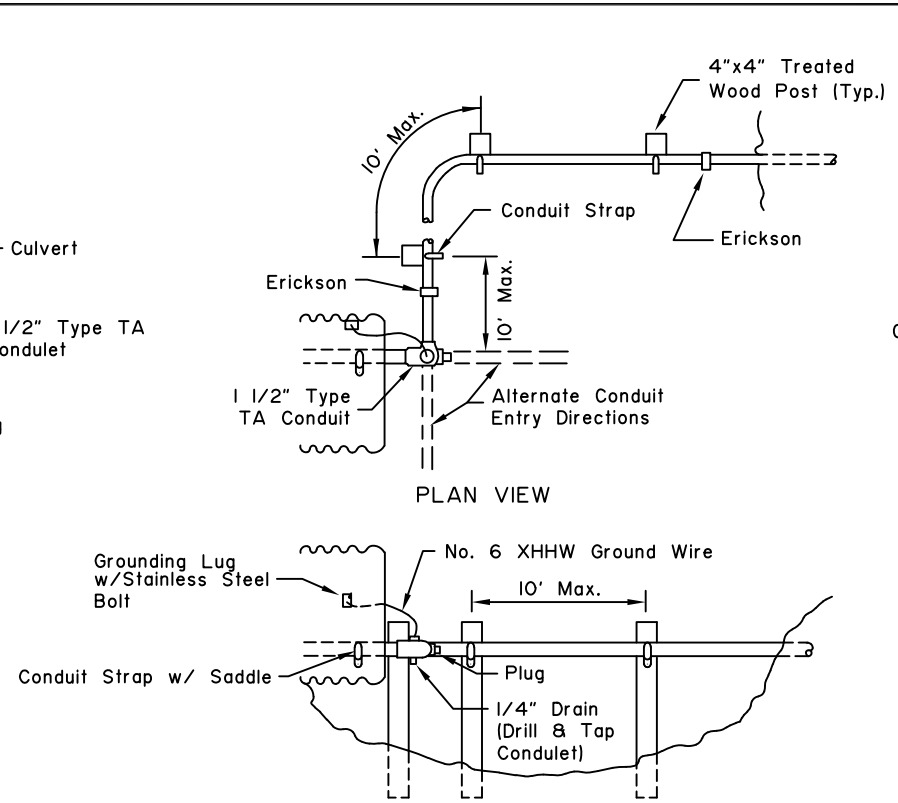 4"x4" Treated
Wood Post (Typ.)
10' Max.
Conduit Strap
Erickson
Culvert
Erickson
10' Max.
1/2" Type TA
ondulet
1 1/2" Type
TA Conduit
Alternate Conduit
Entry Directions
PLAN VIEW
No. 6 XHHW Ground Wire
Grounding Lug
w/Stainless Steel
Bolt
10' Max.
Conduit Strap w/ Saddle
Plug
1/4" Drain
(Drill & Tap
Condulet)